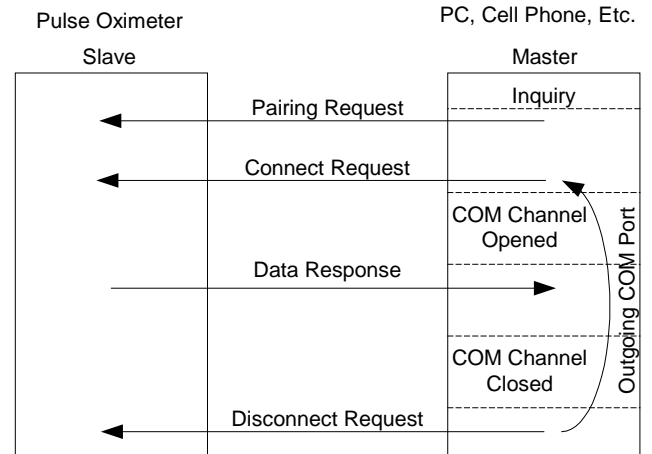 Pulse Oximeter
PC, Cell Phone, Etc.
Slave
Master
Inquiry
Pairing Request
Connect Request
COM Channel
Opened
Data Response
Outgoing COM Port
COM Channel
Closed
Disconnect Request